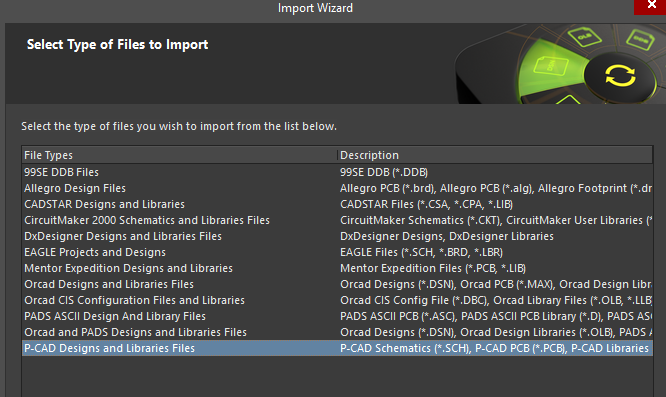 Import Wizard
Select Type of Files to Import
OLB
Select the type of files you wish to import from the list below.
File Types Description
99SE DDB Files 99SE DDB (*.DDB)
Allegro Design Files Allegro PCB (*.brd), Allegro PCB (*.alg), Allegro Footprint (*.dr
CADSTAR Designs and Libraries CADSTAR Files (*.CSA, *.CPA, *.LIB)
CircuitMaker 2000 Schematics and Libraries Files CircuitMaker Schematics (*.CKT), CircuitMaker User Libraries (*
DxDesigner Designs and Libraries Files DxDesigner Designs, DxDesigner Libraries
EAGLE Projects and Designs EAGLE Files (*.SCH, *.BRD, *.LBR)
Mentor Expedition Designs and Libraries Mentor Expedition Files (*.PCB, *.LIB)
Orcad Designs and Libraries Files Orcad Designs (*.DSN), Orcad PCB (*.MAX), Orcad Design Libr
Orcad CIS Configuration Files and Libraries Orcad CIS Config File (*.DBC), Orcad Library Files (*.OLB, *.LLB
PADS ASCII Design And Library Files PADS ASCII PCB (*.ASC), PADS ASCII PCB Library (*.D), PADS ASC
Orcad and PADS Designs and Libraries Files Orcad Designs (*.DSN), Orcad Design Libraries (*.OLB), PADS A
P-CAD Designs and Libraries Files P-CAD Schematics (*.SCH), P-CAD PCB (*.PCB), P-CAD Libraries